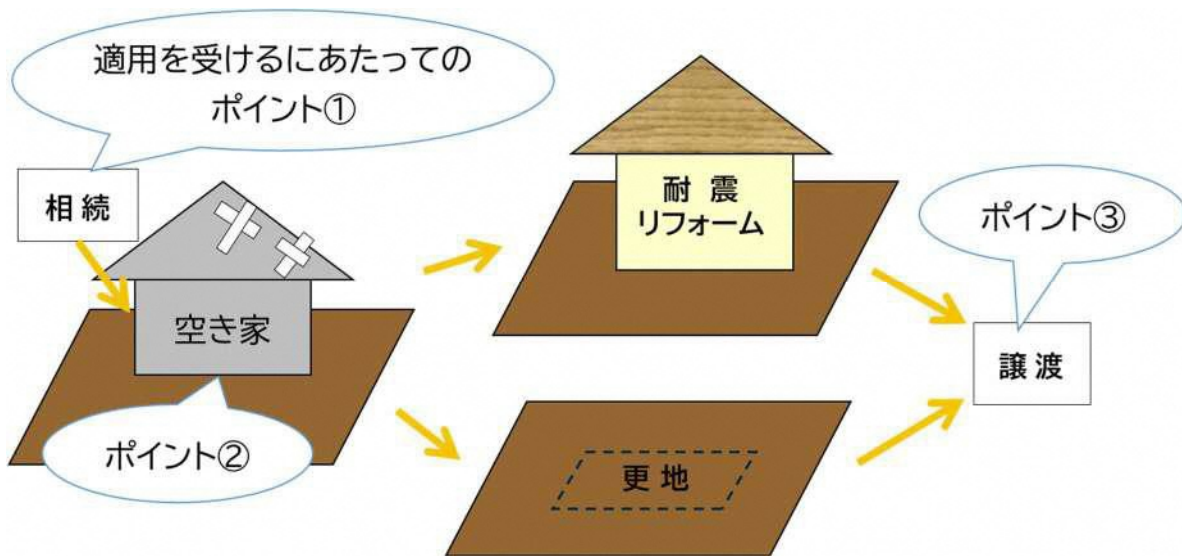 適用を受けるにあたっての
ポイント①
相続
空き家
ポイント②
耐震
リフォーム
更地
ポイント③
譲渡